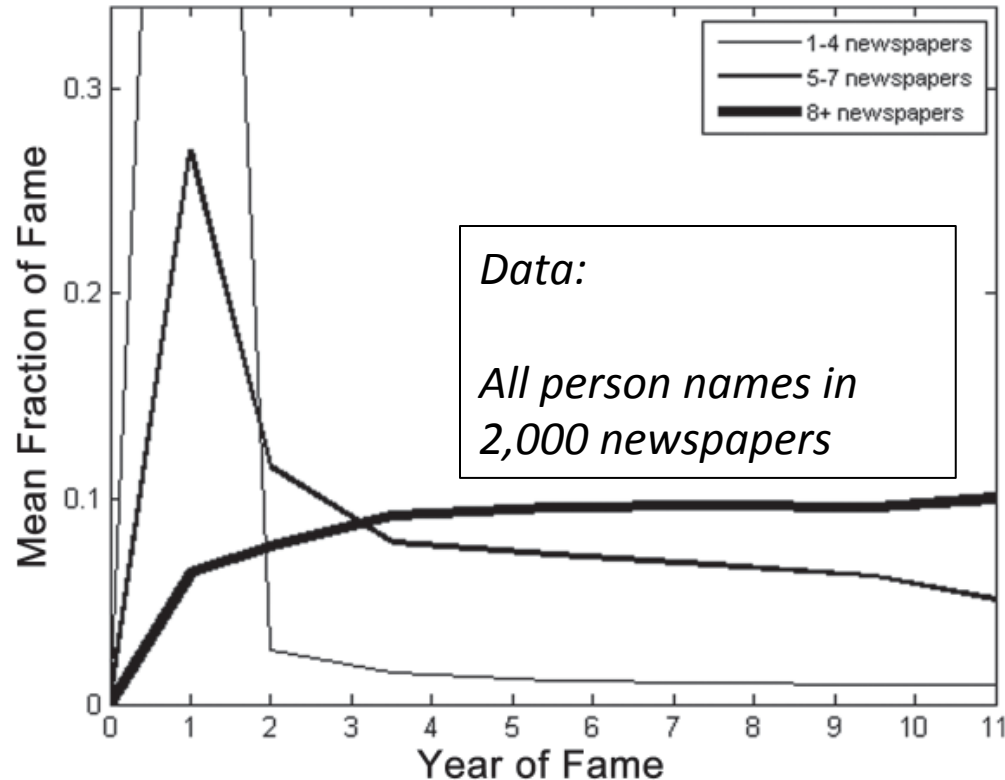 1-4 newspapers
5-7 newspapers
8+ newspapers
0.3
0.2
0.1
0
Mean Fraction of Fame
Data:
All person names in
2,000 newspapers
0 1 2 3 4 5 6 7 8 9 10 11
Year of Fame